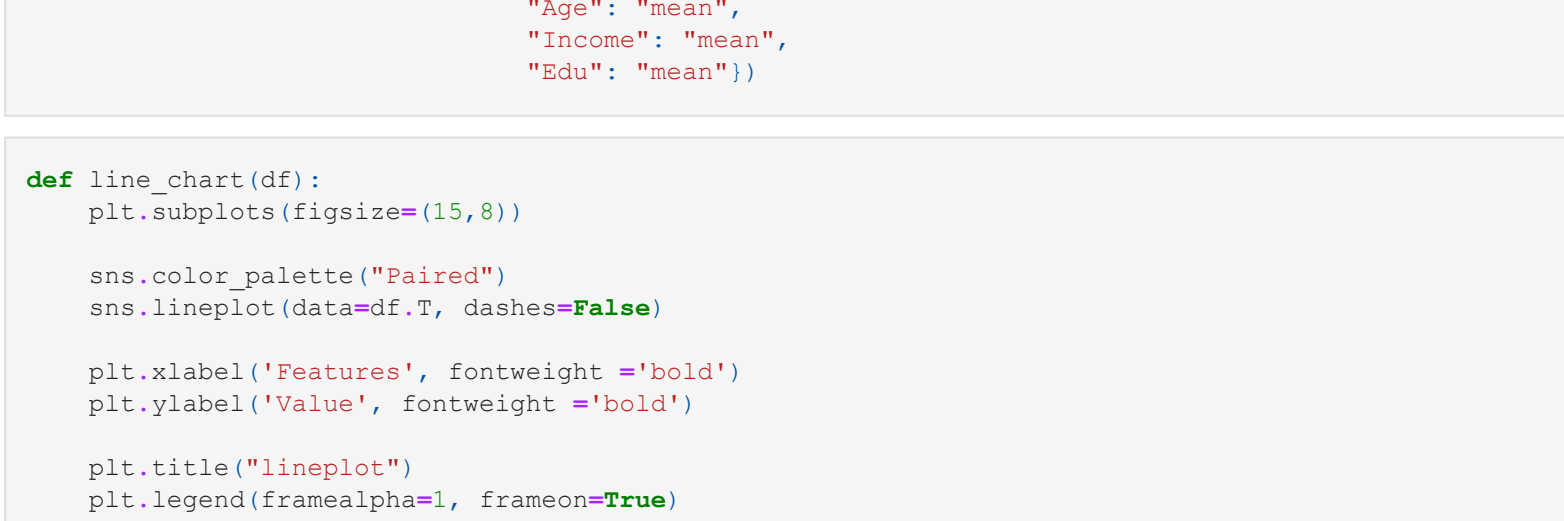 "Age": "mean",
"Income": "mean",
"Edu": "mean"})
def line_chart(df):
    plt.subplots(figsize=(15,8))
    sns.color_palette("Paired")
    sns.lineplot(data=df.T, dashes=False)
    plt.xlabel('Features', fontweight ='bold')
    plt.ylabel('Value', fontweight ='bold')
    plt.title("lineplot")
    plt.legend(framealpha=1, frameon=True)